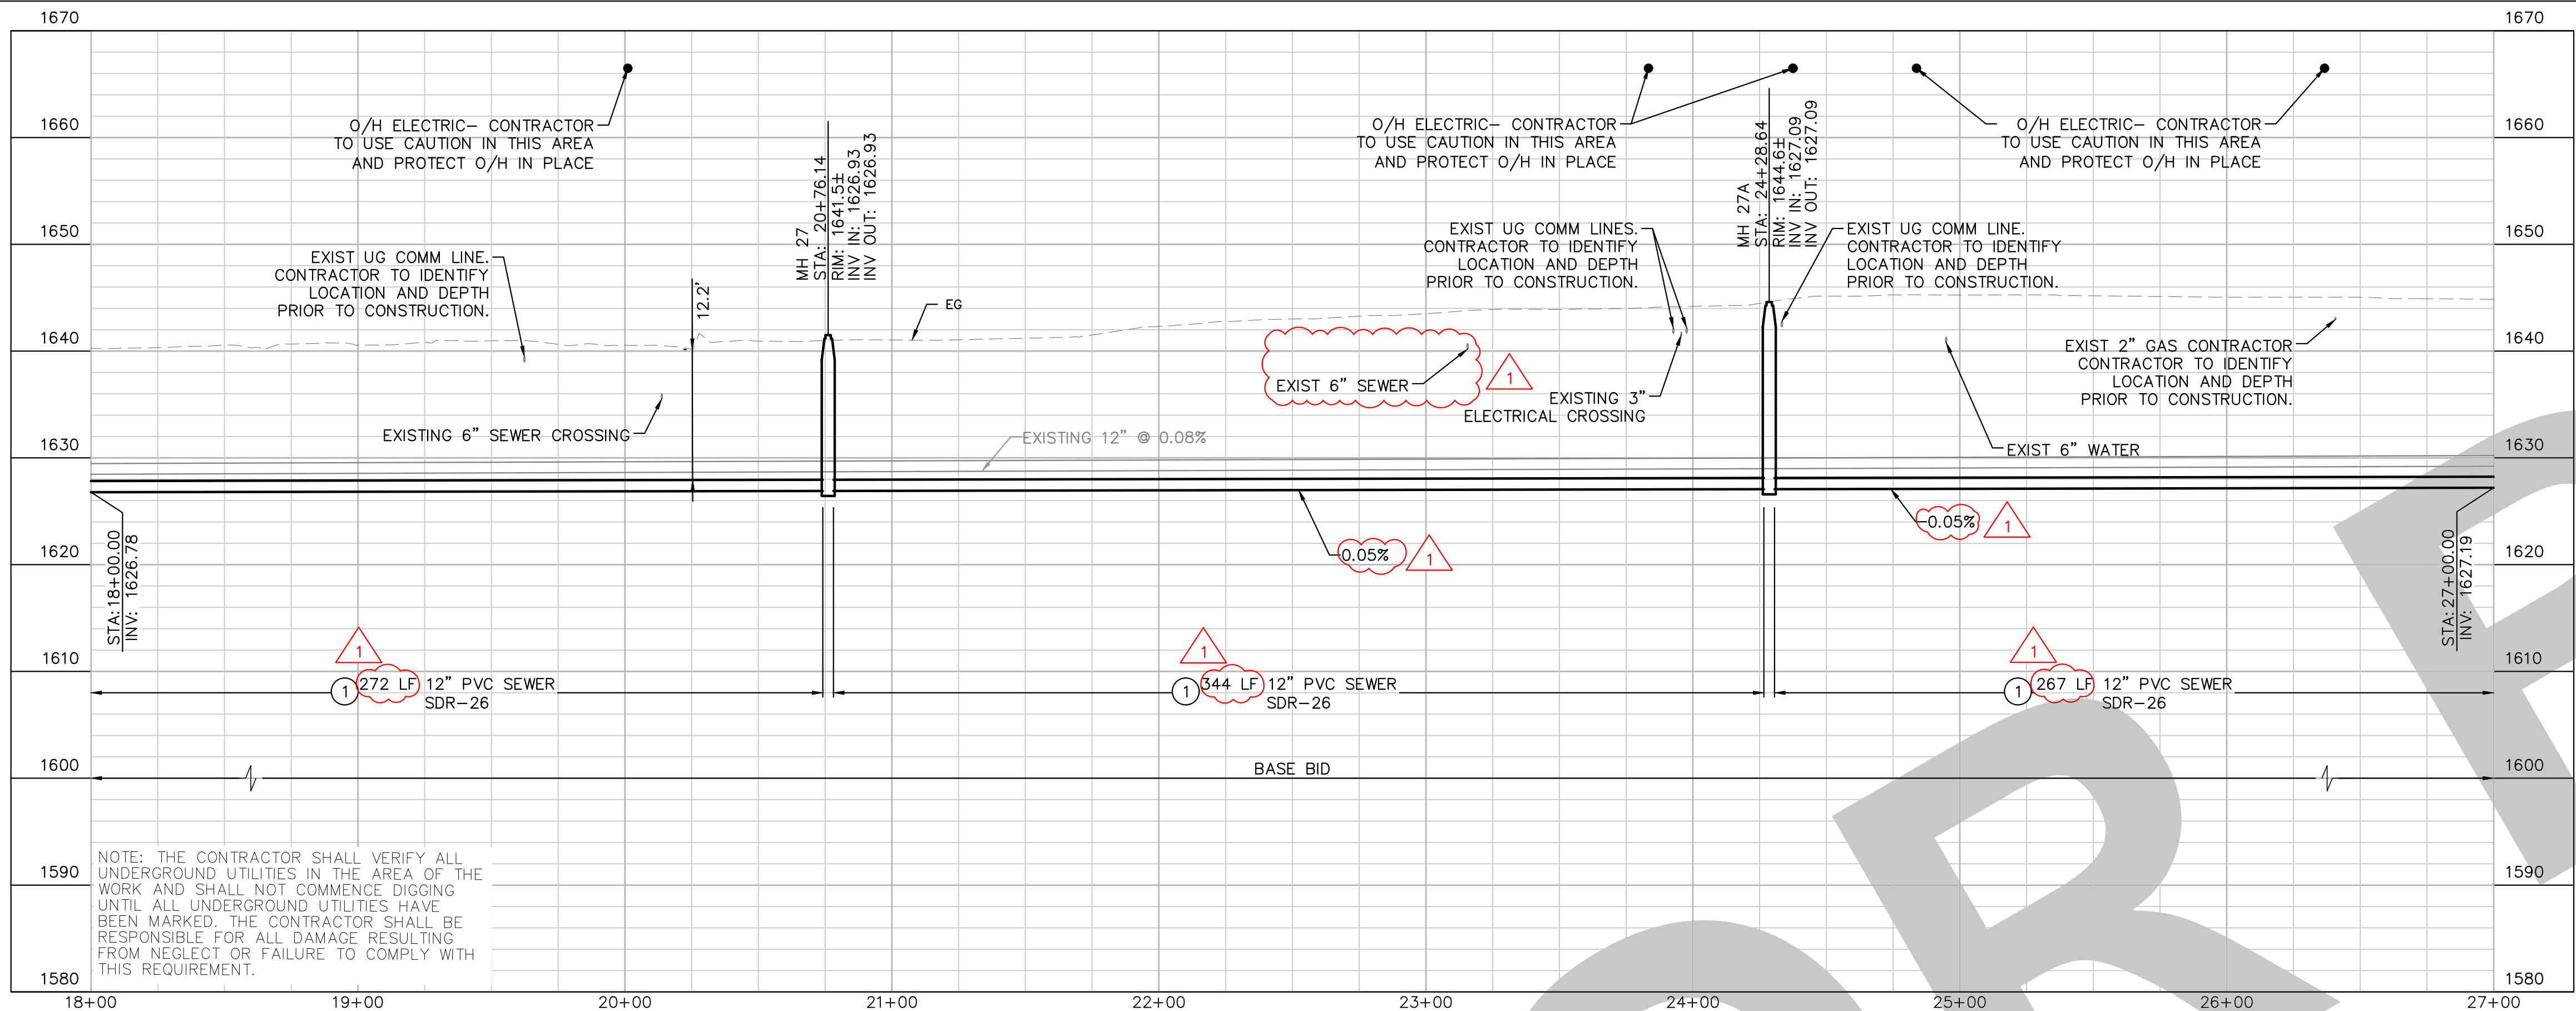 1670
1670
O/H ELECTRIC- CONTRACTOR
TO USE CAUTION IN THIS AREA
AND PROTECT O/H IN PLACE
O/H ELECTRIC- CONTRACTOR
TO USE CAUTION IN THIS AREA
AND PROTECT O/H IN PLACE
O/H ELECTRIC- CONTRACTOR
TO USE CAUTION IN THIS AREA
AND PROTECT O/H IN PLACE
1660
1660
MH 27
STA: 20+76.14
RIM: 1641.5±
INV IN: 1626.93
INV OUT: 1626.93
MH 27A
STA: 24+28.64
RIM: 1644.6±
INV IN: 1627.09
INV OUT: 1627.09
1650
1650
EXIST UG COMM LINE.
CONTRACTOR TO IDENTIFY
LOCATION AND DEPTH
PRIOR TO CONSTRUCTION.
12.2'
EG
EXIST UG COMM LINES.
CONTRACTOR TO IDENTIFY
LOCATION AND DEPTH
PRIOR TO CONSTRUCTION.
EXIST UG COMM LINE.
CONTRACTOR TO IDENTIFY
LOCATION AND DEPTH
PRIOR TO CONSTRUCTION.
1640
1640
EXIST 6" SEWER
1
EXISTING 3"
ELECTRICAL CROSSING
EXIST 2" GAS CONTRACTOR
CONTRACTOR TO IDENTIFY
LOCATION AND DEPTH
PRIOR TO CONSTRUCTION.
EXISTING 6" SEWER CROSSING
EXISTING 12" @ 0.08%
EXIST 6" WATER
1630
1630
STA:18+00.00
INV: 1626.78
0.05%
1
0.05%
1
STA:27+00.00
INV: 1627.19
1620
1620
1610
1610
1
1 272 LF 12" PVC SEWER
SDR-26
1
1 344 LF 12" PVC SEWER
SDR-26
1
1 267 LF 12" PVC SEWER
SDR-26
1600
BASE BID
1600
1590
1590
NOTE: THE CONTRACTOR SHALL VERIFY ALL
UNDERGROUND UTILITIES IN THE AREA OF THE
WORK AND SHALL NOT COMMENCE DIGGING
UNTIL ALL UNDERGROUND UTILITIES HAVE
BEEN MARKED. THE CONTRACTOR SHALL BE
RESPONSIBLE FOR ALL DAMAGE RESULTING
FROM NEGLECT OR FAILURE TO COMPLY WITH
THIS REQUIREMENT.
1580
1580
18+00 19+00 20+00 21+00 22+00 23+00 24+00 25+00 26+00 27+00